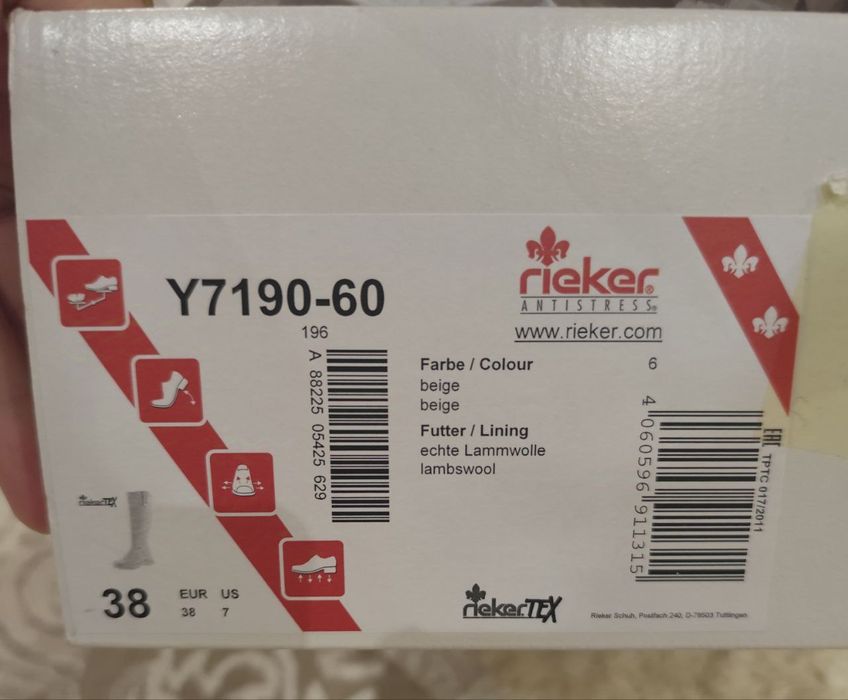 Y7190-60
196
A 88225 05425 629
rieker®
ANTISTRESS®
www.rieker.com
Farbe / Colour
beige
beige
Futter / Lining
echte Lammwolle
lambswool
6
4 060596 911315
EAC TPTC 017/2011
riekerTEX
38
EUR US
38 7
riekerTEX
Rieker Schuh, Postfach 240, D-78503 Tuttlingen